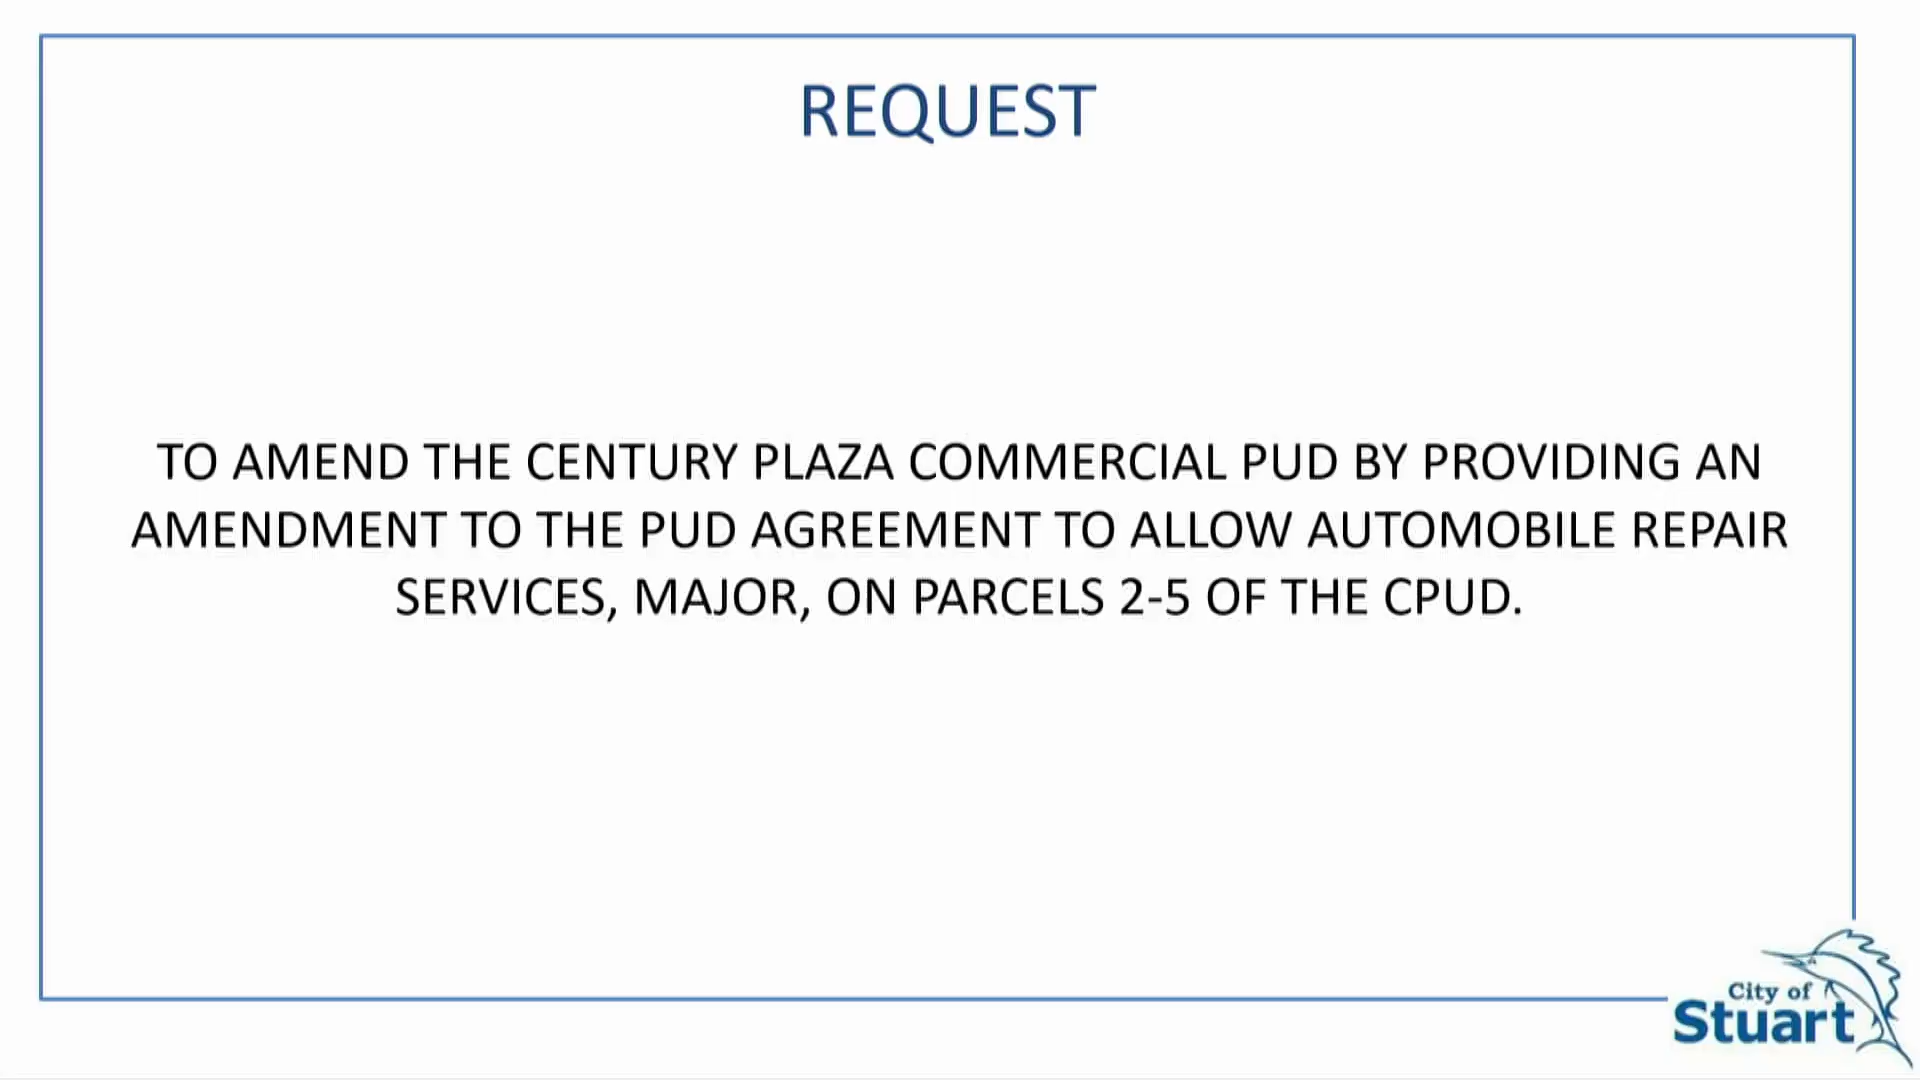 REQUEST
TO AMEND THE CENTURY PLAZA COMMERCIAL PUD BY PROVIDING AN
AMENDMENT TO THE PUD AGREEMENT TO ALLOW AUTOMOBILE REPAIR
SERVICES, MAJOR, ON PARCELS 2-5 OF THE CPUD.
City of
Stuart